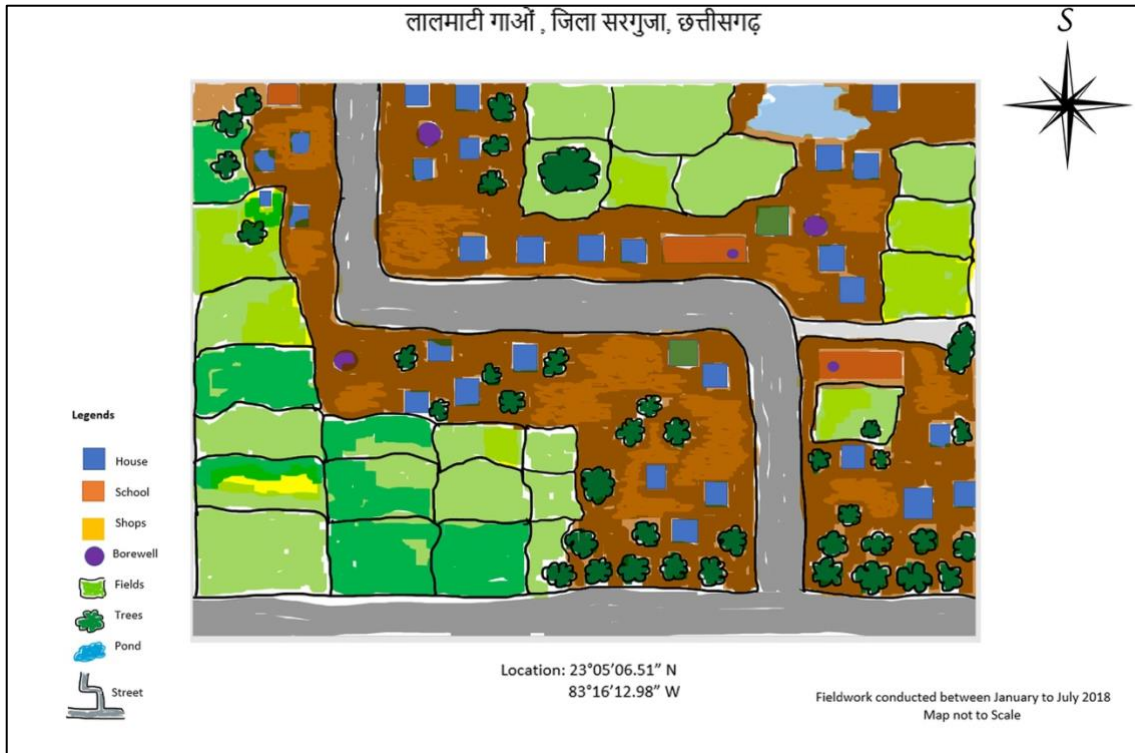 लालमाटी गाओं , जिला सरगुजा, छत्तीसगढ़
S
Legends
House
School
Shops
Borewell
Fields
Trees
Pond
Street
Location: 23°05’06.51” N
83°16’12.98” W
Fieldwork conducted between January to July 2018
Map not to Scale